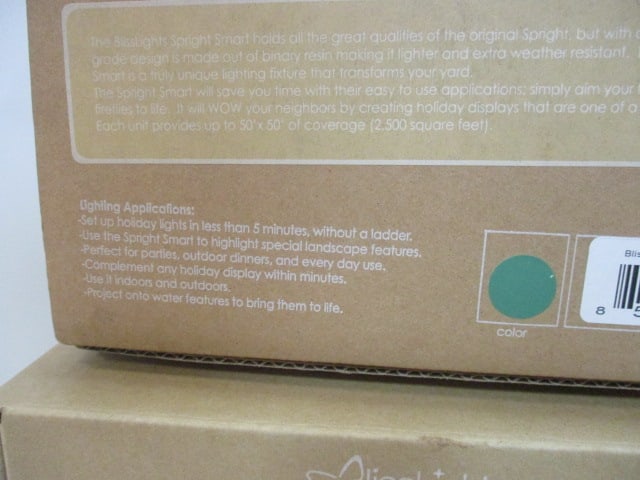 The BlissLights Spright Smart holds all the great qualities of the original Spright, but with
grade design is made out of binary resin making it lighter and extra weather resistant.
Smart is a truly unique lighting fixture that transforms your yard.
The Spright Smart will save you time with their easy to use applications: simply aim your
fireflies to life. It will WOW your neighbors by creating holiday displays that are one of a
Each unit provides up to 50' x 50' of coverage (2,500 square feet).
Lighting Applications:
-Set up holiday lights in less than 5 minutes, without a ladder.
-Use the Spright Smart to highlight special landscape features.
-Perfect for parties, outdoor dinners, and every day use.
-Complement any holiday display within minutes.
-Use it indoors and outdoors.
-Project onto water features to bring them to life.
color
Blis
8